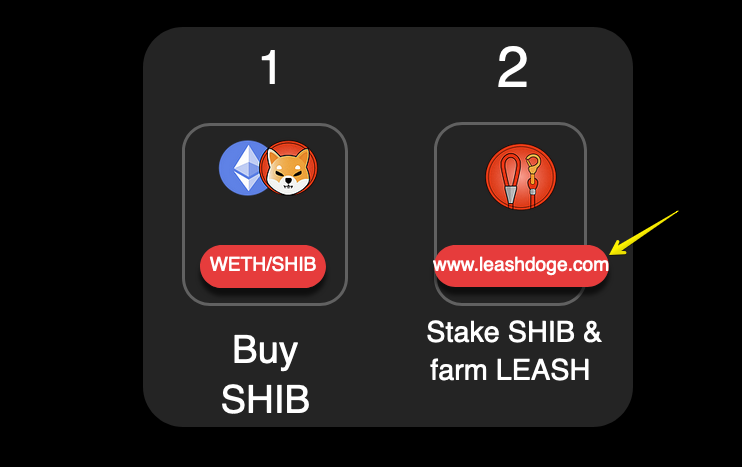 1
WETH/SHIB
Buy
SHIB
2
www.leashdoge.com
Stake SHIB &
farm LEASH